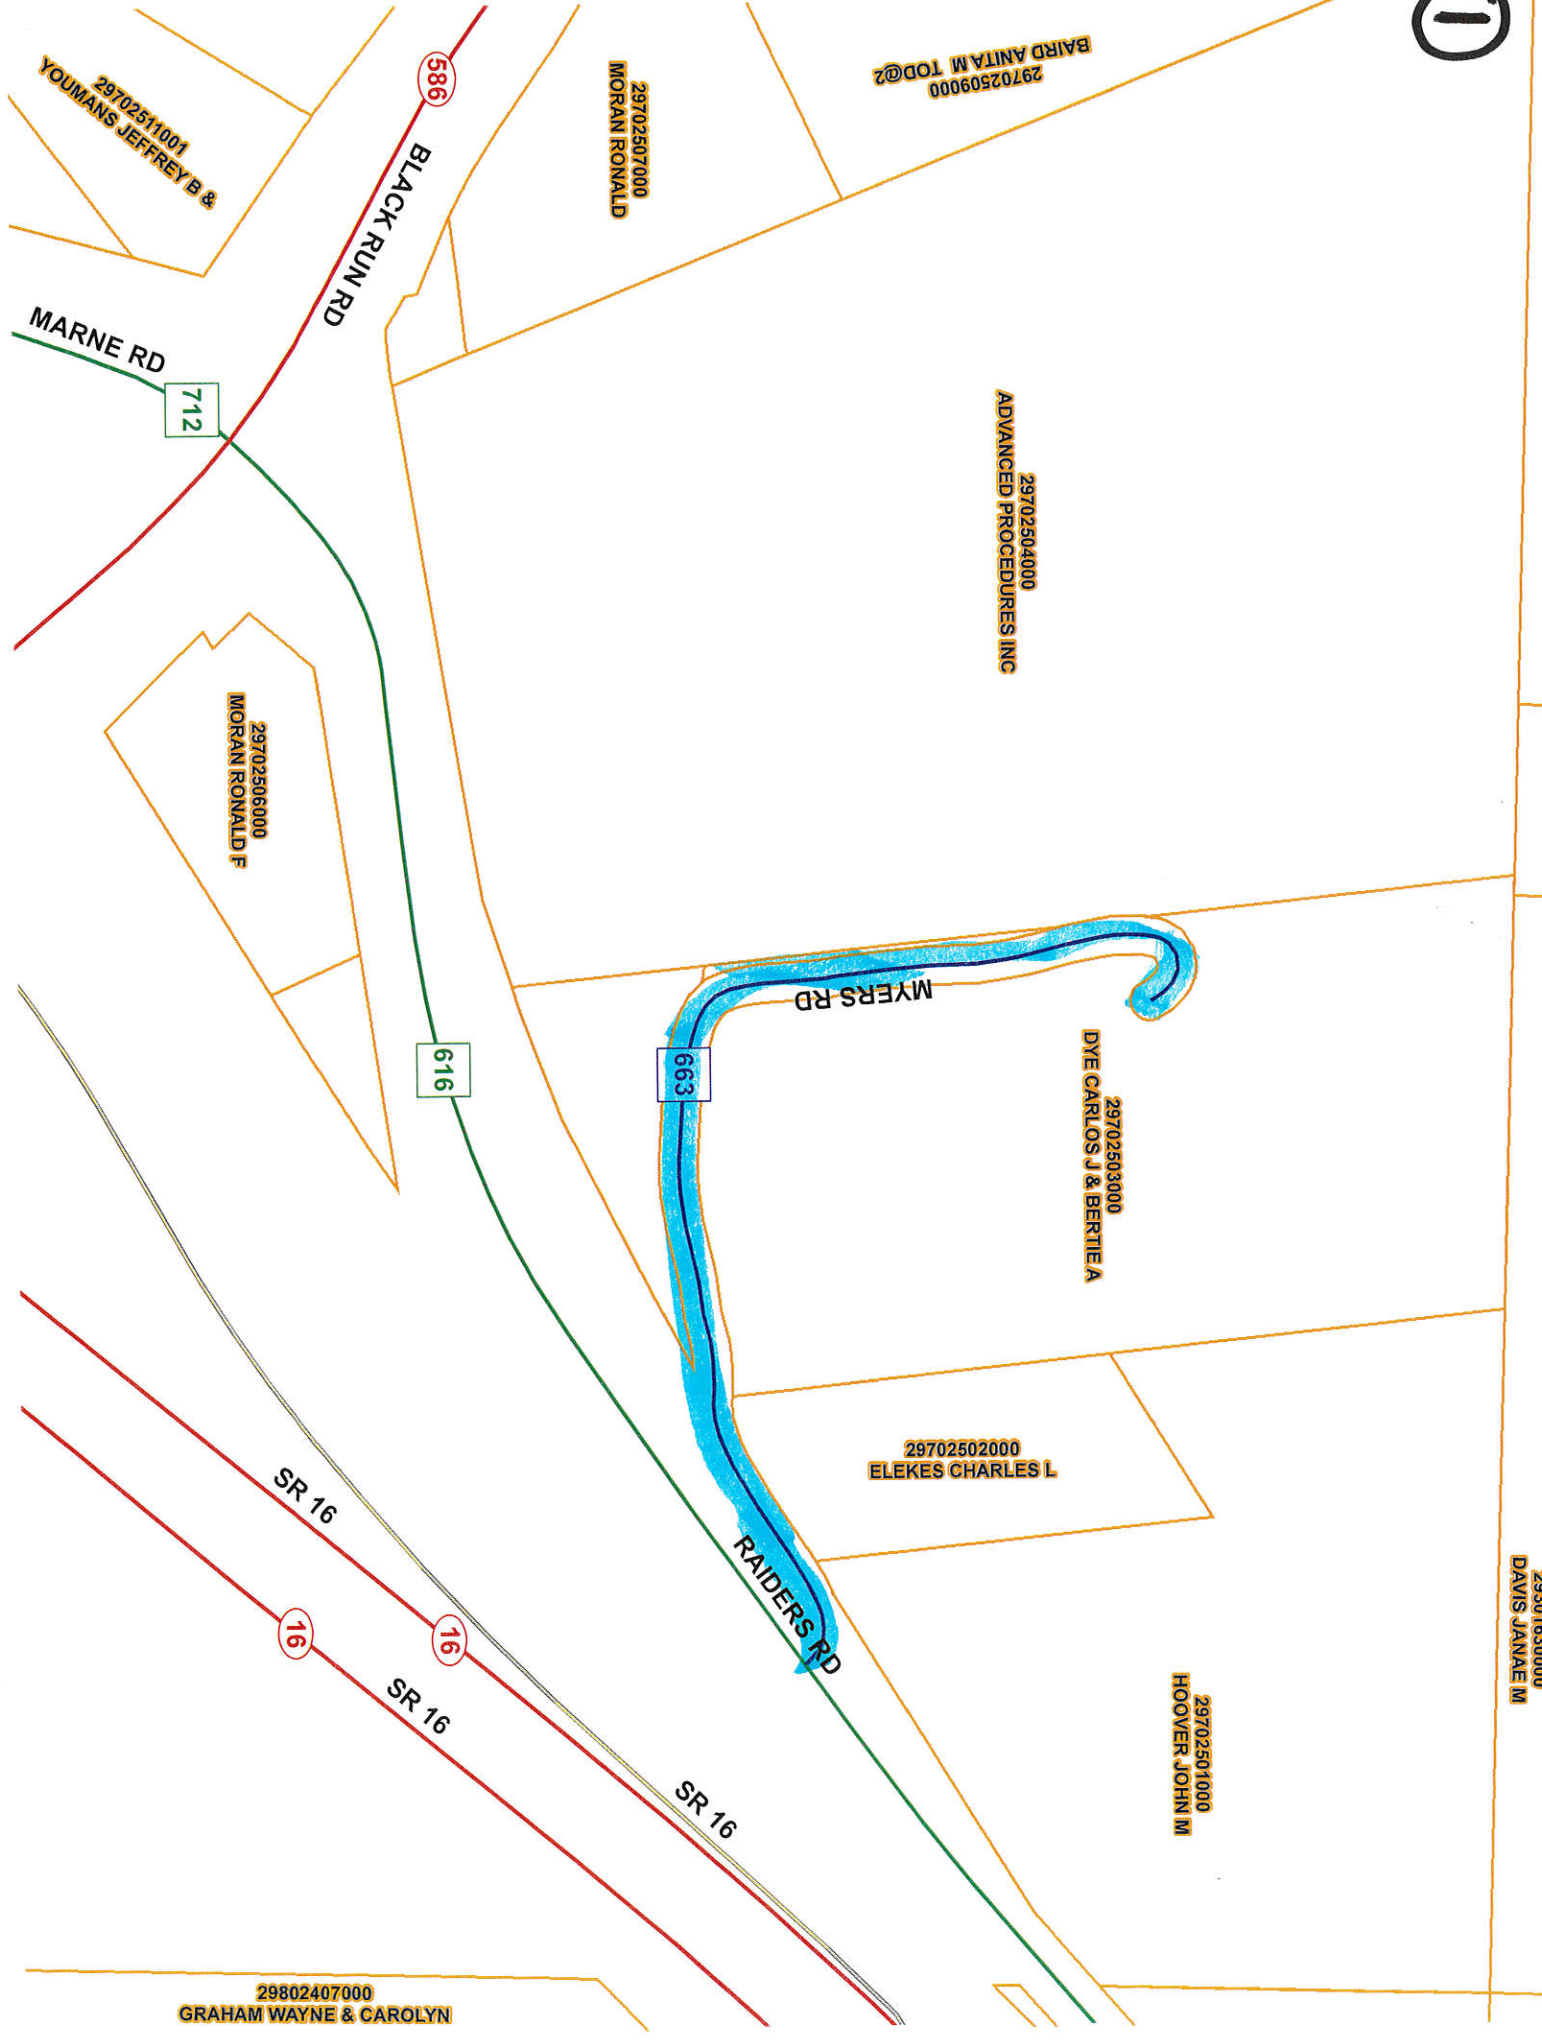 1
29702511001
YOUMANS JEFFREY B &
586
BLACK RUN RD
29702507000
MORAN RONALD
29702509000
BAIRD ANITA M TOD@2
MARNE RD
712
29702504000
ADVANCED PROCEDURES INC
29702506000
MORAN RONALD F
MYERS RD
616
663
29702503000
DYE CARLOS J & BERTIE A
29702502000
ELEKES CHARLES L
SR 16
RAIDERS RD
DAVIS JANAE M
16
16
SR 16
29702501000
HOOVER JOHN M
SR 16
29802407000
GRAHAM WAYNE & CAROLYN